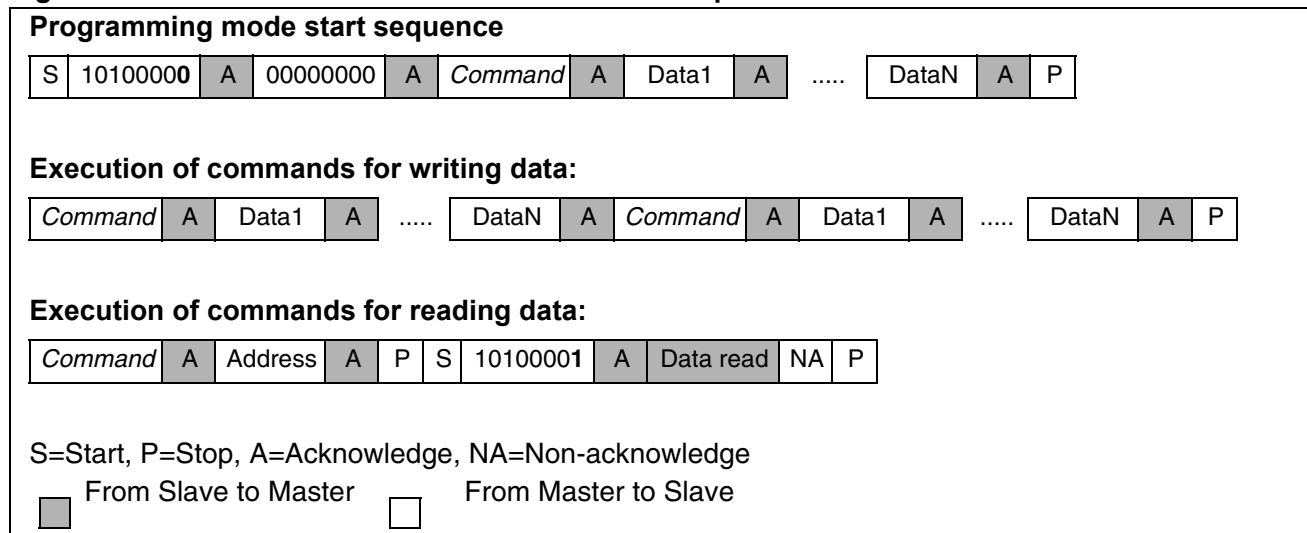 Programming mode start sequence
S 10100000 A 00000000 A Command A Data1 A ..... DataN A P
Execution of commands for writing data:
Command A Data1 A ..... DataN A Command A Data1 A ..... DataN A P
Execution of commands for reading data:
Command A Address A P S 10100001 A Data read NA P
S=Start, P=Stop, A=Acknowledge, NA=Non-acknowledge
From Slave to Master From Master to Slave